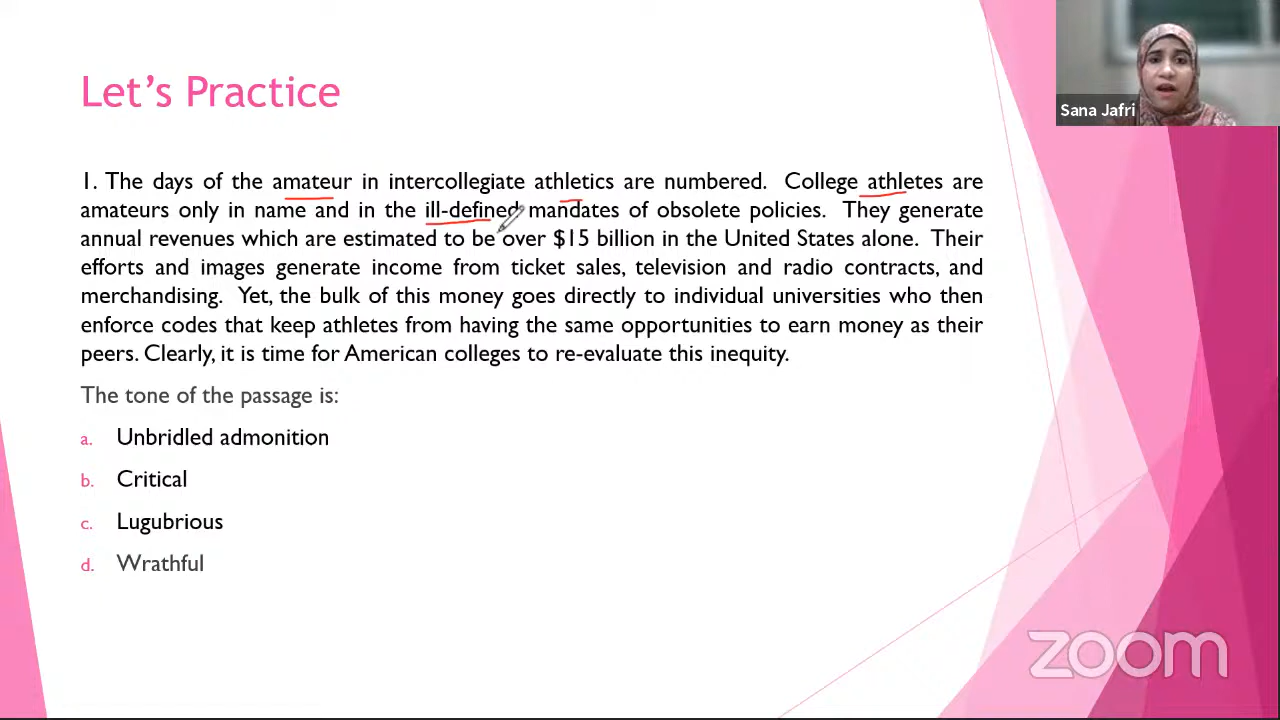 Let's Practice
Sana Jafri
1. The days of the amateur in intercollegiate athletics are numbered. College athletes are
amateurs only in name and in the ill-defined mandates of obsolete policies. They generate
annual revenues which are estimated to be over $15 billion in the United States alone. Their
efforts and images generate income from ticket sales, television and radio contracts, and
merchandising. Yet, the bulk of this money goes directly to individual universities who then
enforce codes that keep athletes from having the same opportunities to earn money as their
peers. Clearly, it is time for American colleges to re-evaluate this inequity.
The tone of the passage is:
a. Unbridled admonition
b. Critical
c. Lugubrious
d. Wrathful
zoom